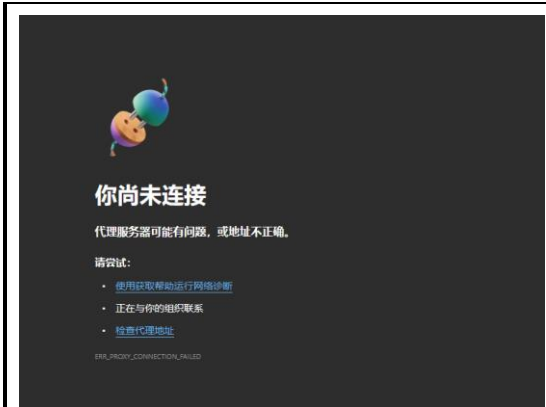 你尚未连接
代理服务器可能有问题，或地址不正确。
请尝试：
• 使用获取帮助运行网络诊断
• 正在与你的组织联系
• 检查代理地址
ERR_PROXY_CONNECTION_FAILED